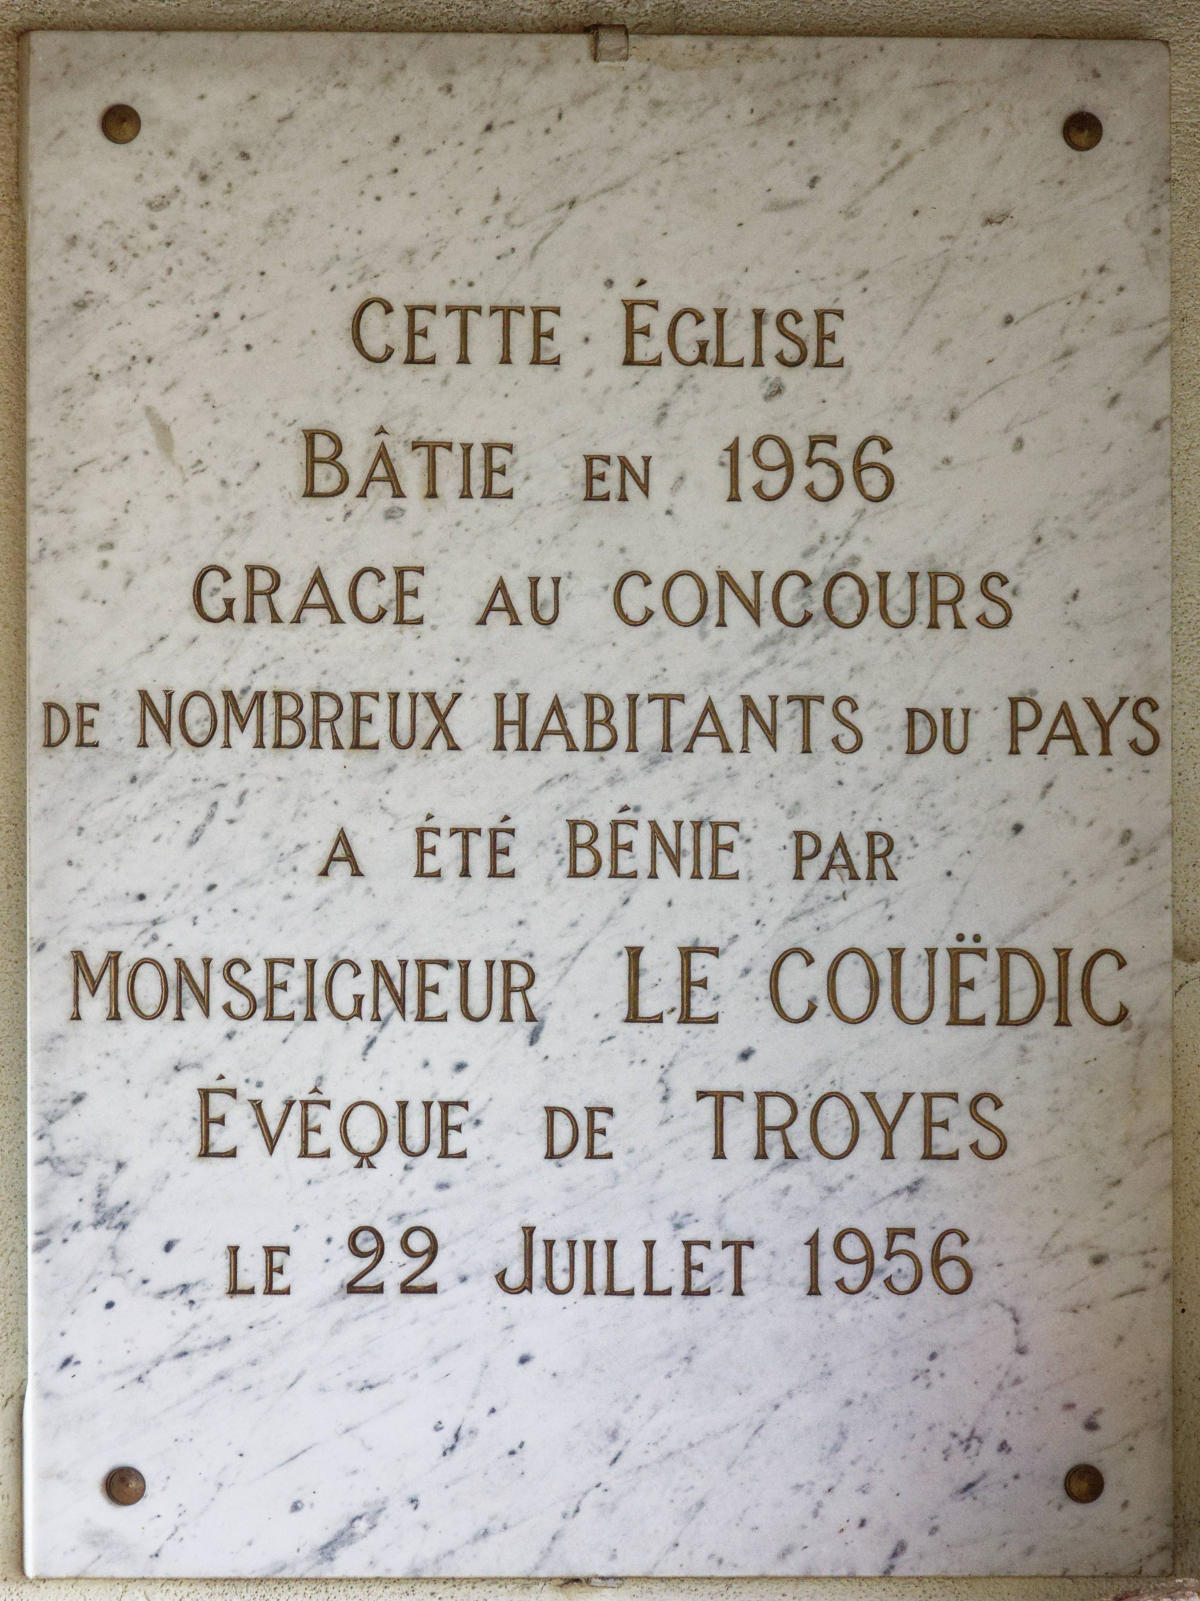 CETTE ÉGLISE
BÂTIE EN 1956
GRACE AU CONCOURS
DE NOMBREUX HABITANTS DU PAYS
A ÉTÉ BÉNIE PAR
MONSEIGNEUR LE COUËDIC
ÉVÊQUE DE TROYES
LE 22 JUILLET 1956